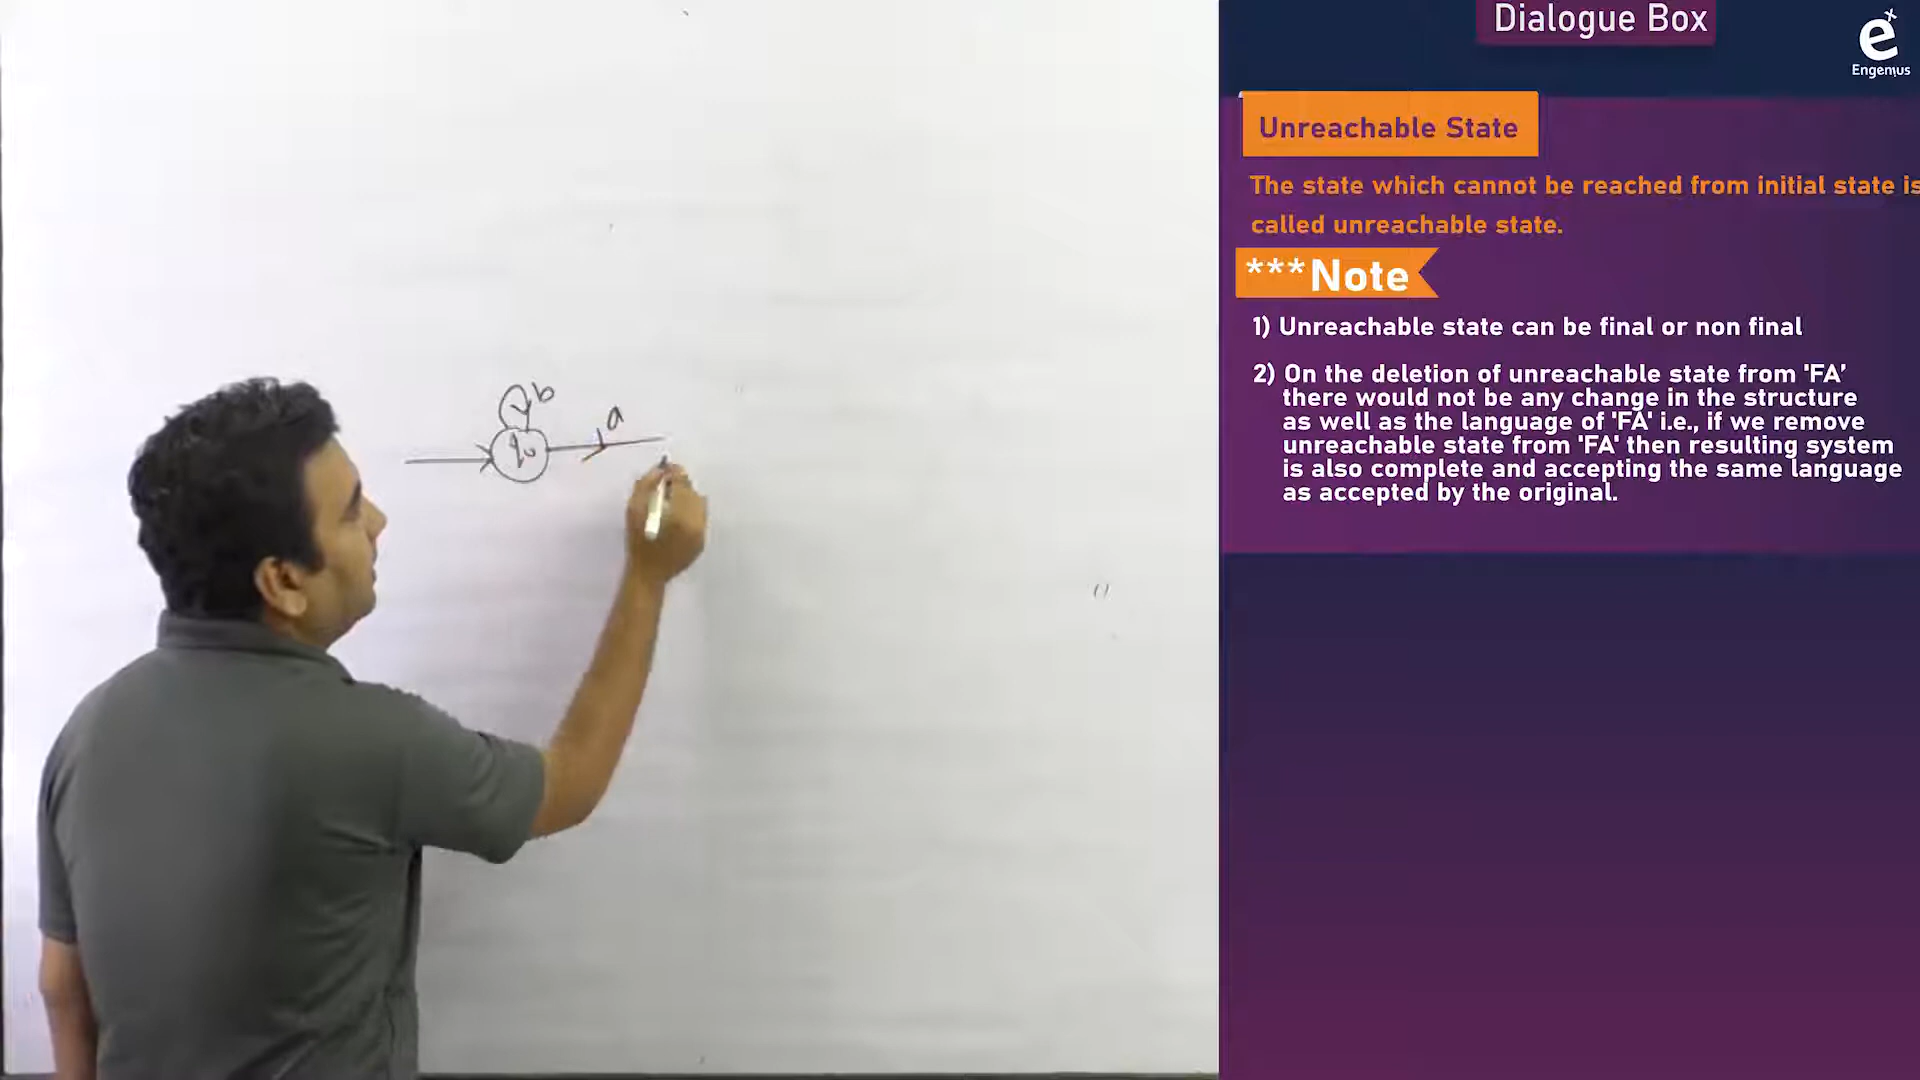 Dialogue Box
Engenius
Unreachable State
The state which cannot be reached from initial state is
called unreachable state.
***Note
1) Unreachable state can be final or non final
2) On the deletion of unreachable state from 'FA'
there would not be any change in the structure
as well as the language of 'FA' i.e., if we remove
unreachable state from 'FA' then resulting system
is also complete and accepting the same language
as accepted by the original.
b
a
q0